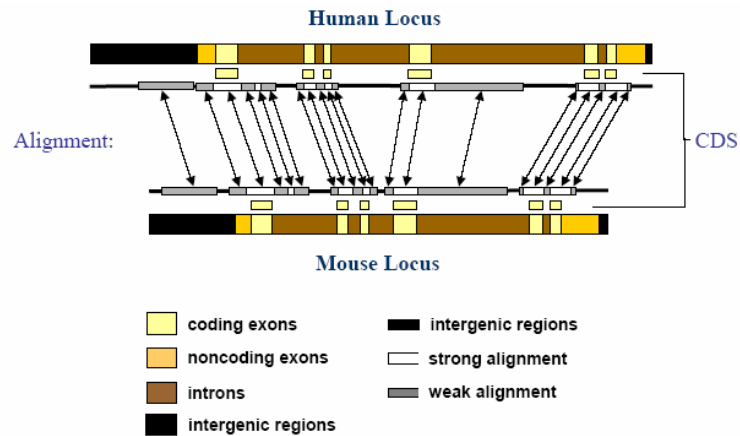 Human Locus
Alignment:
CDS
Mouse Locus
coding exons
noncoding exons
introns
intergenic regions
intergenic regions
strong alignment
weak alignment